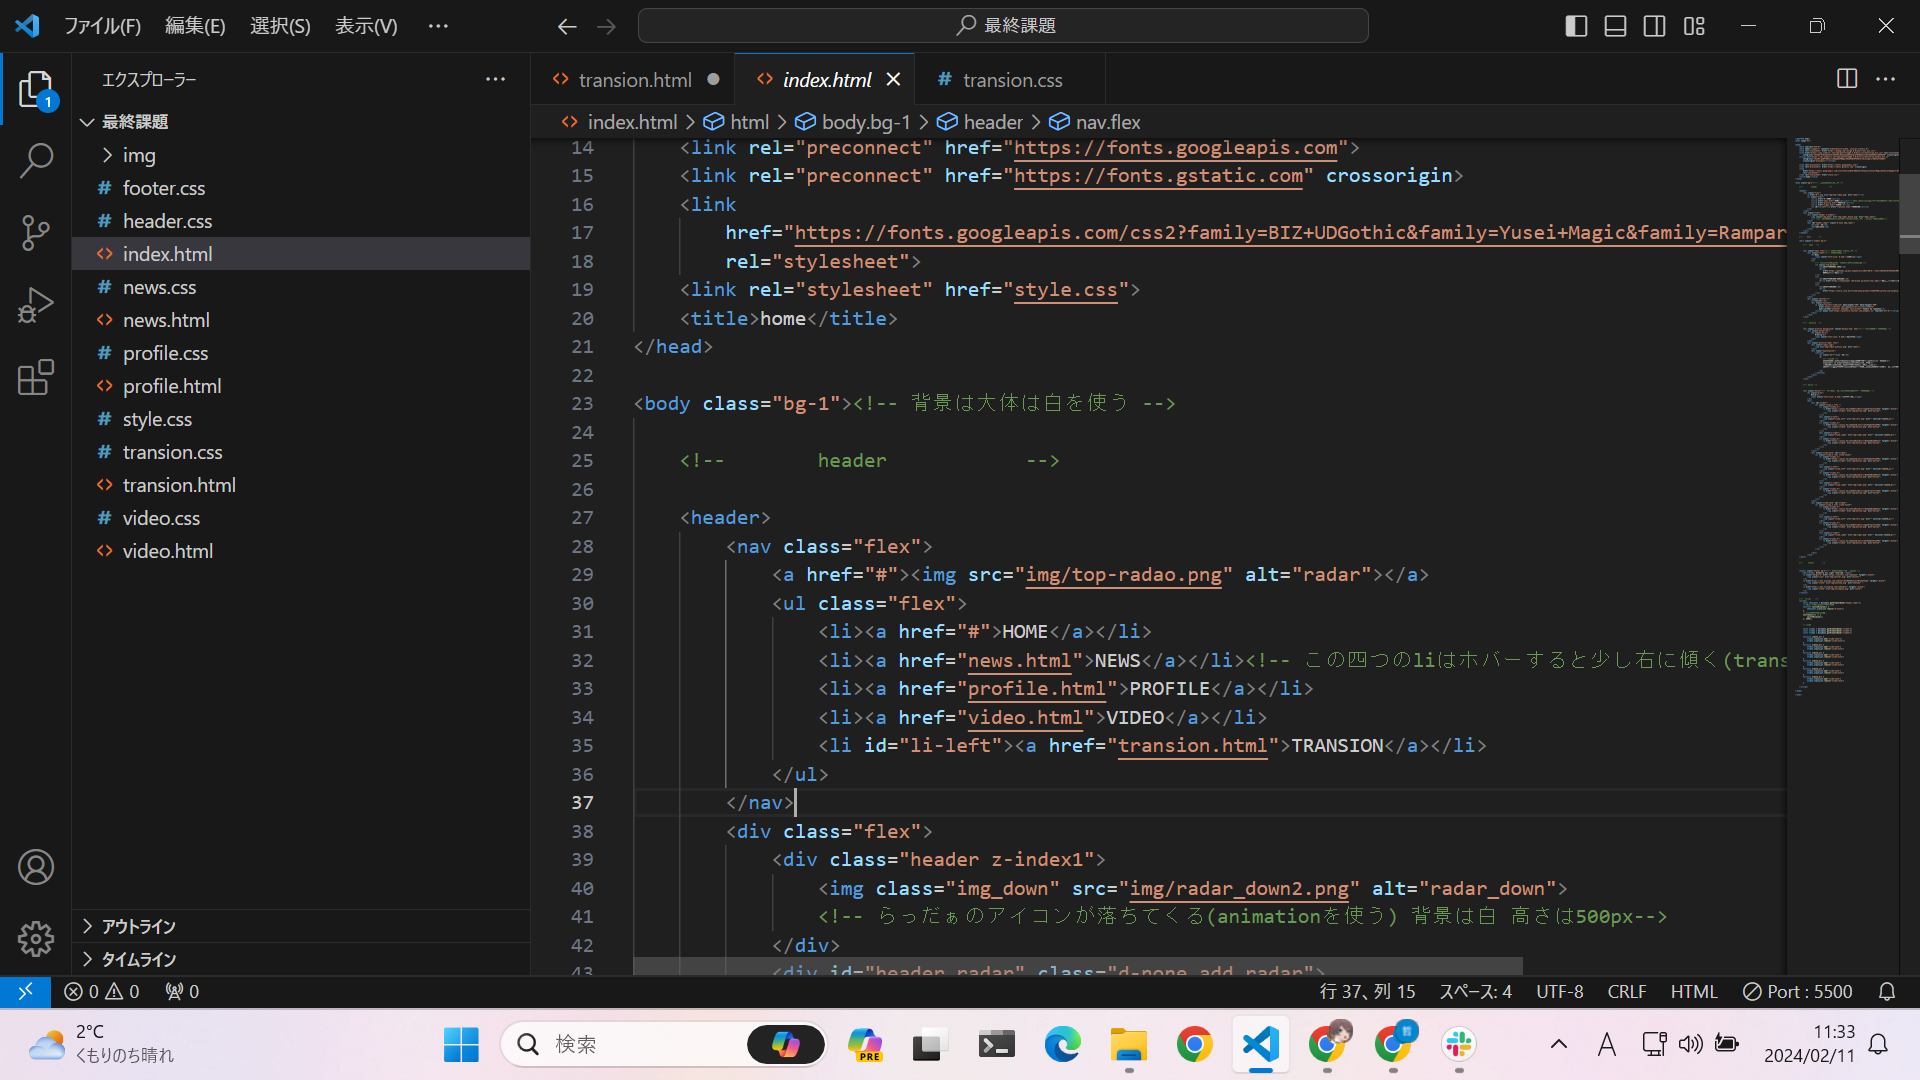 ファイル(F) 編集(E) 選択(S) 表示(V) ··· 最終課題
エクスプローラー ···
transion.html ● index.html × transion.css
index.html > html > body.bg-1 > header > nav.flex
1
最終課題
img
footer.css
header.css
index.html
news.css
news.html
profile.css
profile.html
style.css
transion.css
transion.html
video.css
video.html
アウトライン
タイムライン
14 <link rel="preconnect" href="https://fonts.googleapis.com">
15 <link rel="preconnect" href="https://fonts.gstatic.com" crossorigin>
16 <link
17 href="https://fonts.googleapis.com/css2?family=BIZ+UDGothic&family=Yusei+Magic&family=Rampar
18 rel="stylesheet">
19 <link rel="stylesheet" href="style.css">
20 <title>home</title>
21 </head>
22
23 <body class="bg-1"><!-- 背景は大体は白を使う -->
24
25 <!-- header -->
26
27 <header>
28 <nav class="flex">
29 <a href="#"><img src="img/top-radao.png" alt="radar"></a>
30 <ul class="flex">
31 <li><a href="#">HOME</a></li>
32 <li><a href="news.html">NEWS</a></li><!-- この四つのliはホバーすると少し右に傾く(trans
33 <li><a href="profile.html">PROFILE</a></li>
34 <li><a href="video.html">VIDEO</a></li>
35 <li id="li-left"><a href="transion.html">TRANSION</a></li>
36 </ul>
37 </nav>
38 <div class="flex">
39 <div class="header z-index1">
40 <img class="img_down" src="img/radar_down2.png" alt="radar_down">
41 <!-- らっだぁのアイコンが落ちてくる(animationを使う) 背景は白 高さは500px-->
42 </div>
43 <div id="header_radar" class="d-none add_radar">
0 0 0 行 37、列 15 スペース: 4 UTF-8 CRLF HTML Port : 5500
2°C
くもりのち晴れ
検索
PRE
A
11:33
2024/02/11